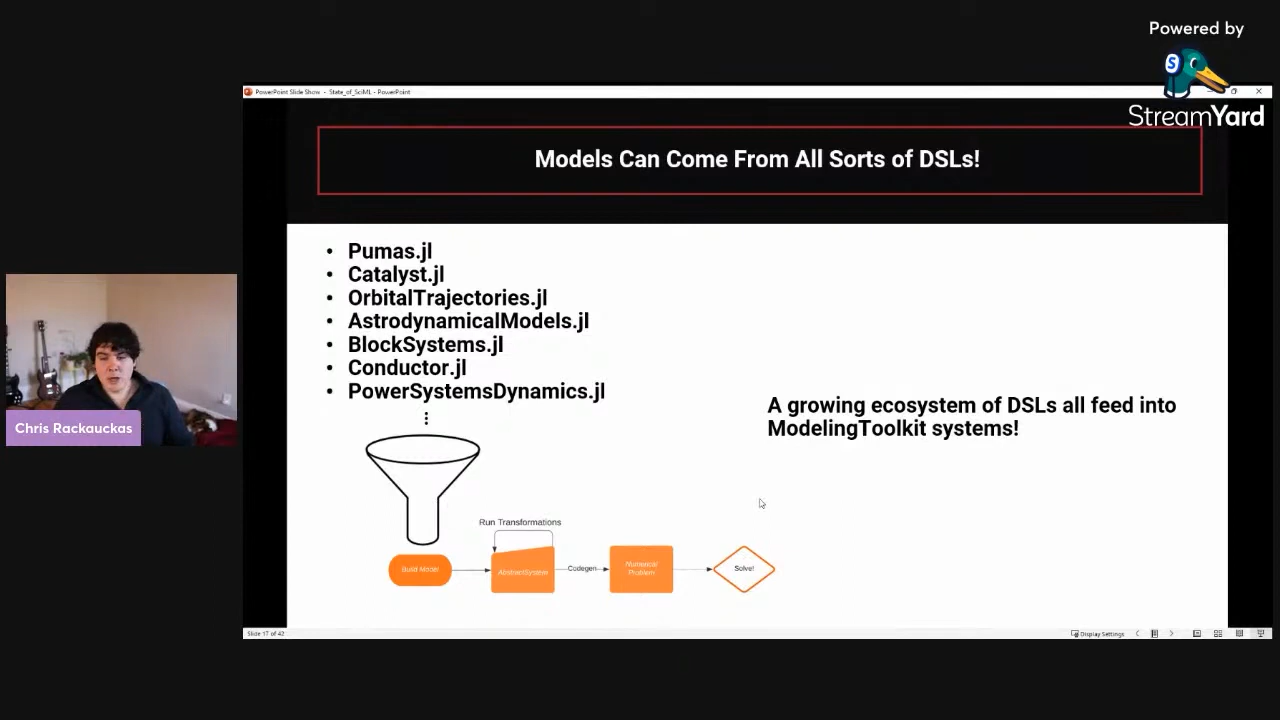 Powered by
S
StreamYard
PowerPoint Slide Show - State_of_SciML - PowerPoint
Models Can Come From All Sorts of DSLs!
• Pumas.jl
• Catalyst.jl
• OrbitalTrajectories.jl
• AstrodynamicalModels.jl
• BlockSystems.jl
• Conductor.jl
• PowerSystemsDynamics.jl
A growing ecosystem of DSLs all feed into
ModelingToolkit systems!
Chris Rackauckas
Run Transformations
Build Model
AbstractSystem
Codegen
Numerical
Problem
Solve!
Slide 17 of 42
Display Settings